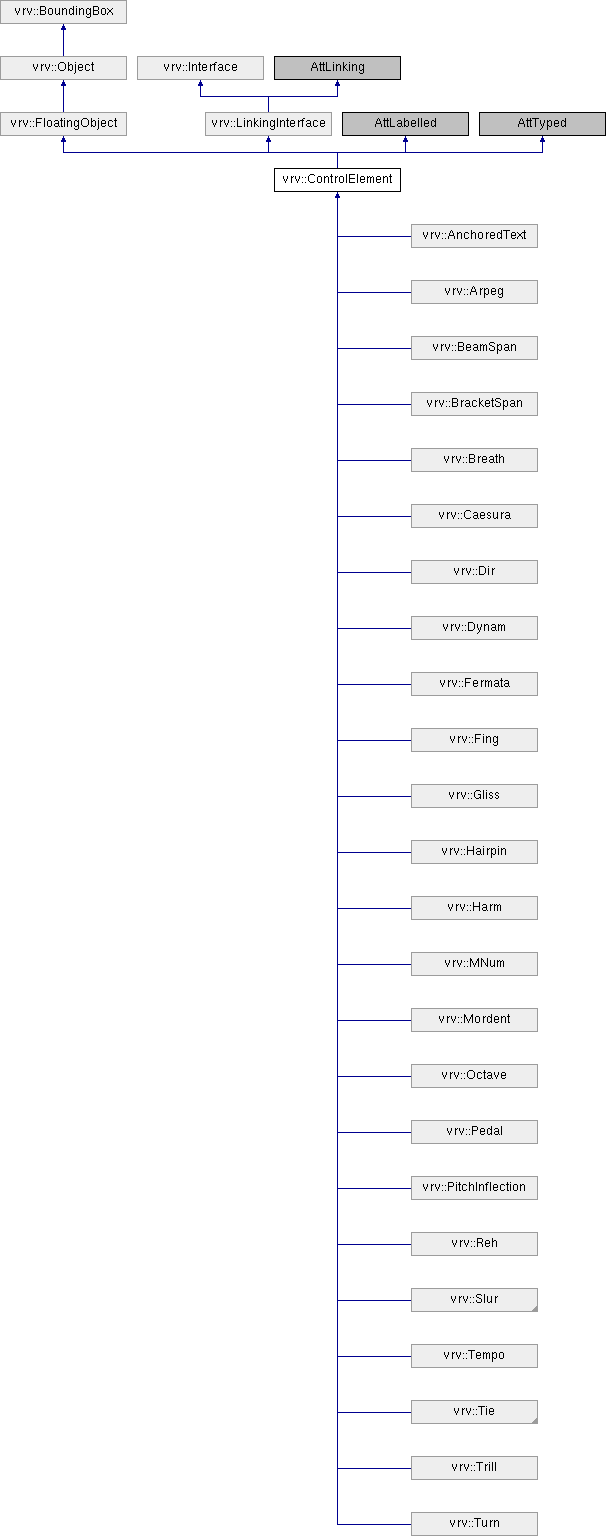 vrv::BoundingBox
vrv::Object
vrv::Interface
AttLinking
vrv::FloatingObject
vrv::LinkingInterface
AttLabelled
AttTyped
vrv::ControlElement
vrv::AnchoredText
vrv::Arpeg
vrv::BeamSpan
vrv::BracketSpan
vrv::Breath
vrv::Caesura
vrv::Dir
vrv::Dynam
vrv::Fermata
vrv::Fing
vrv::Gliss
vrv::Hairpin
vrv::Harm
vrv::MNum
vrv::Mordent
vrv::Octave
vrv::Pedal
vrv::PitchInflection
vrv::Reh
vrv::Slur
vrv::Tempo
vrv::Tie
vrv::Trill
vrv::Turn